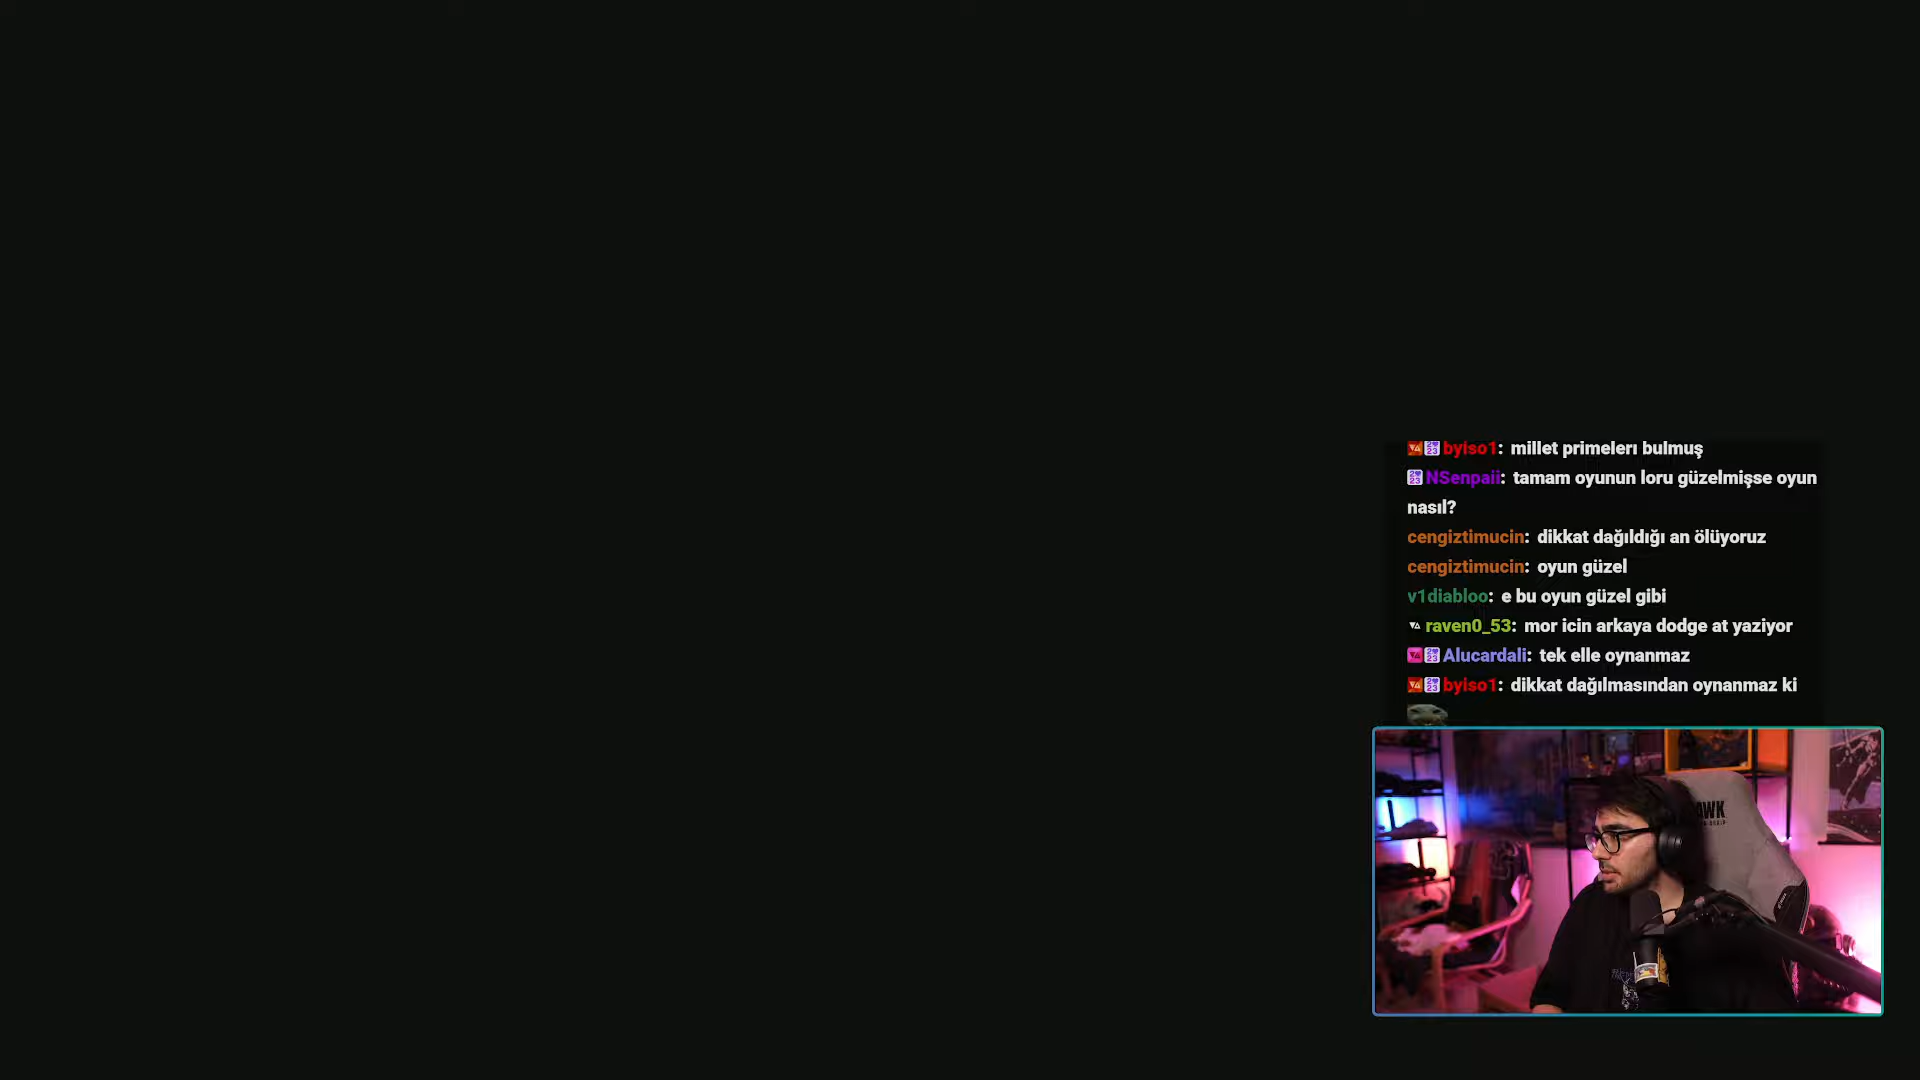 byiso1: millet primelerı bulmuş
NSenpaii: tamam oyunun loru güzelmişse oyun
nasıl?
cengiztimucin: dikkat dağıldığı an ölüyoruz
cengiztimucin: oyun güzel
v1diabloo: e bu oyun güzel gibi
raven0_53: mor icin arkaya dodge at yaziyor
Alucardali: tek elle oynanmaz
byiso1: dikkat dağılmasından oynanmaz ki
AWK